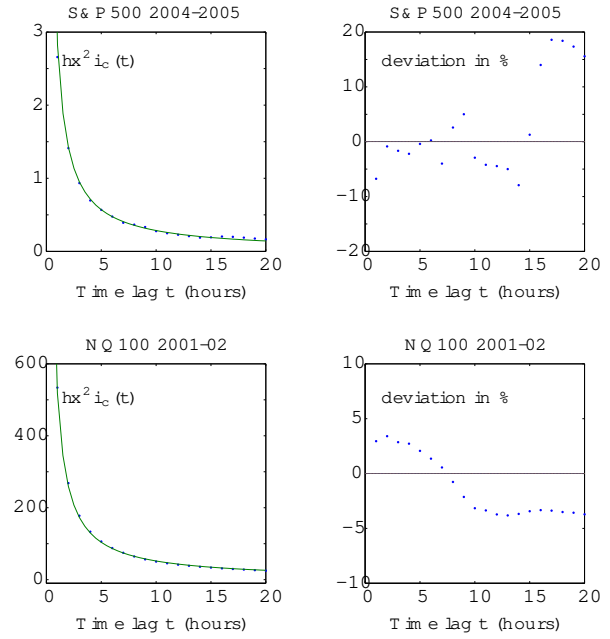 S&P 500 2004–2005
3
2
1
0
hx² i_c (t)
0 5 10 15 20
Time lag t (hours)
S&P 500 2004–2005
20
10
0
−10
−20
deviation in %
0 5 10 15 20
Time lag t (hours)
NQ 100 2001–02
600
400
200
0
hx² i_c (t)
0 5 10 15 20
Time lag t (hours)
NQ 100 2001–02
10
5
0
−5
−10
deviation in %
0 5 10 15 20
Time lag t (hours)